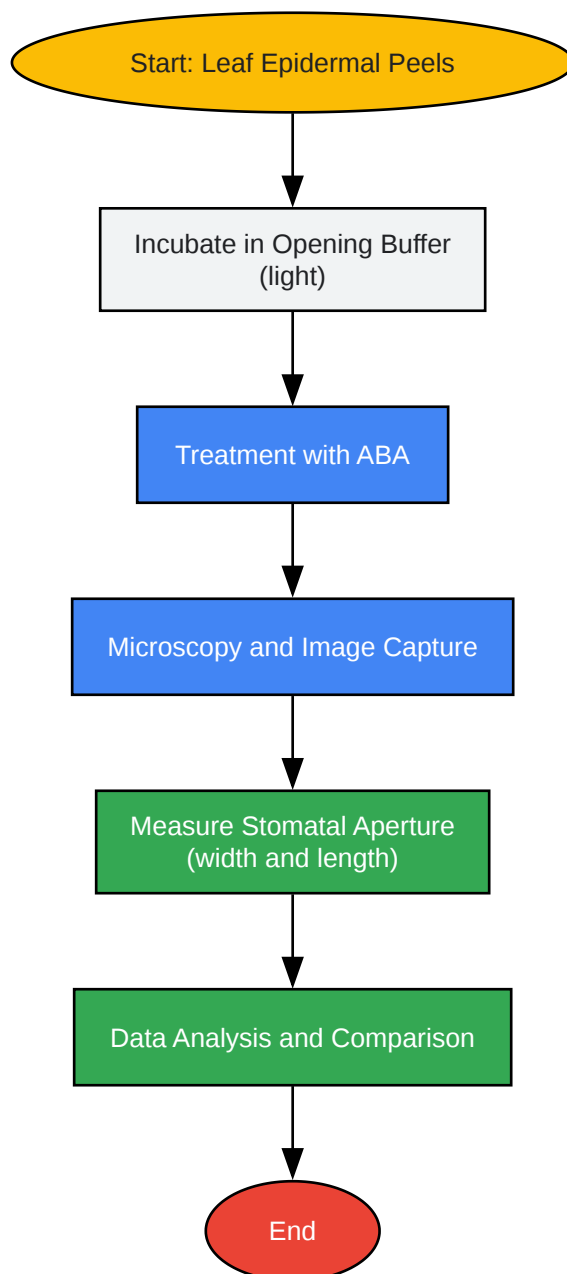 Start: Leaf Epidermal Peels
Incubate in Opening Buffer
(light)
Treatment with ABA
Microscopy and Image Capture
Measure Stomatal Aperture
(width and length)
Data Analysis and Comparison
End